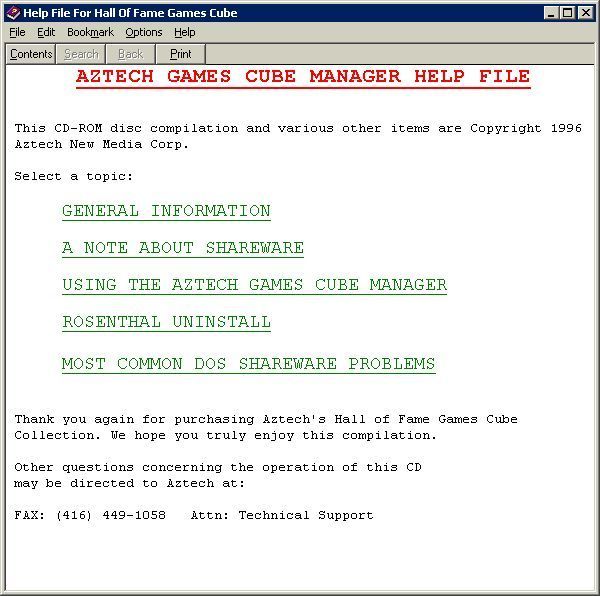 Help File For Hall Of Fame Games Cube
File Edit Bookmark Options Help
Contents Search Back Print
AZTECH GAMES CUBE MANAGER HELP FILE
This CD-ROM disc compilation and various other items are Copyright 1996
Aztech New Media Corp.
Select a topic:
GENERAL INFORMATION
A NOTE ABOUT SHAREWARE
USING THE AZTECH GAMES CUBE MANAGER
ROSENTHAL UNINSTALL
MOST COMMON DOS SHAREWARE PROBLEMS
Thank you again for purchasing Aztech's Hall of Fame Games Cube
Collection. We hope you truly enjoy this compilation.
Other questions concerning the operation of this CD
may be directed to Aztech at:
FAX: (416) 449-1058 Attn: Technical Support